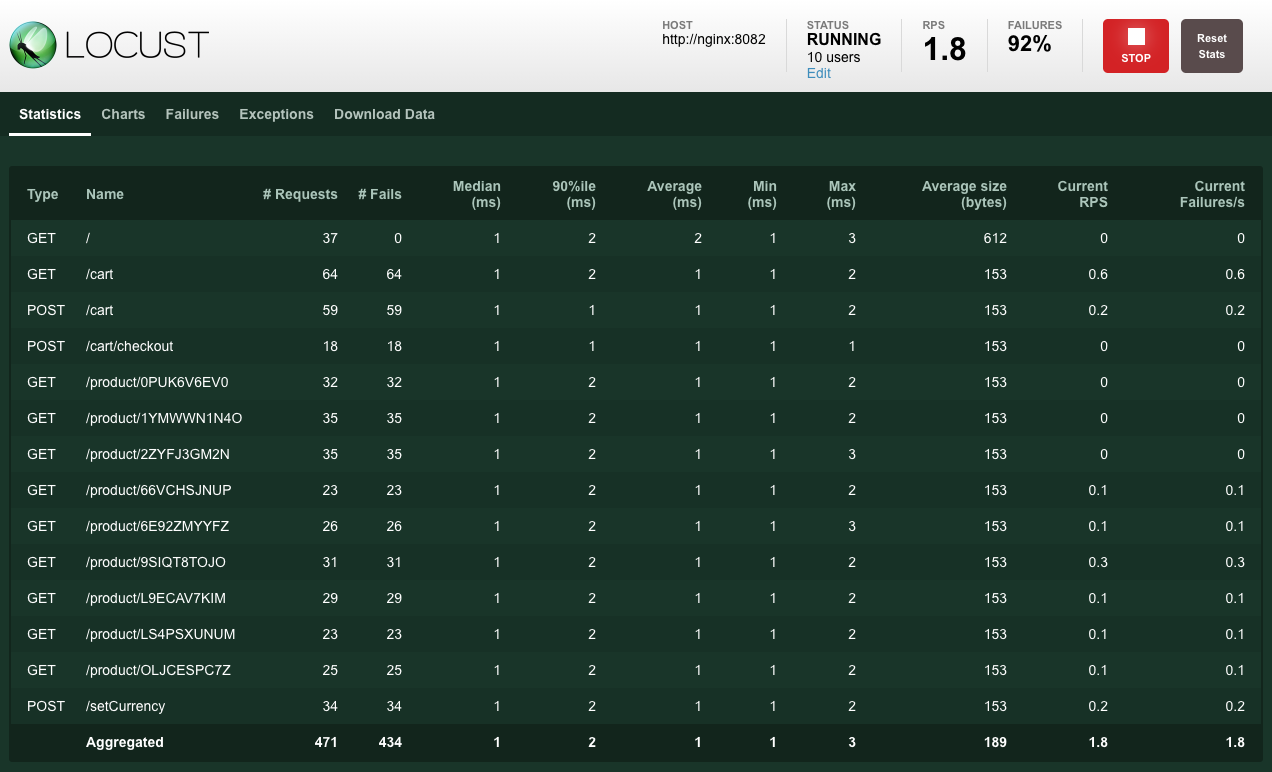 LOCUST
HOST
http://nginx:8082
STATUS
RUNNING
10 users
Edit
RPS
1.8
FAILURES
92%
STOP
Reset
Stats
Statistics Charts Failures Exceptions Download Data
Type Name # Requests # Fails Median (ms) 90%ile (ms) Average (ms) Min (ms) Max (ms) Average size (bytes) Current RPS Current Failures/s
GET / 37 0 1 2 2 1 3 612 0 0
GET /cart 64 64 1 2 1 1 2 153 0.6 0.6
POST /cart 59 59 1 1 1 1 2 153 0.2 0.2
POST /cart/checkout 18 18 1 1 1 1 1 153 0 0
GET /product/0PUK6V6EV0 32 32 1 2 1 1 2 153 0 0
GET /product/1YMWWN1N4O 35 35 1 2 1 1 2 153 0 0
GET /product/2ZYFJ3GM2N 35 35 1 2 1 1 3 153 0 0
GET /product/66VCHSJNUP 23 23 1 2 1 1 2 153 0.1 0.1
GET /product/6E92ZMYYFZ 26 26 1 2 1 1 3 153 0.1 0.1
GET /product/9SIQT8TOJO 31 31 1 2 1 1 2 153 0.3 0.3
GET /product/L9ECAV7KIM 29 29 1 2 1 1 2 153 0.1 0.1
GET /product/LS4PSXUNUM 23 23 1 2 1 1 2 153 0.1 0.1
GET /product/OLJCESPC7Z 25 25 1 2 1 1 2 153 0.1 0.1
POST /setCurrency 34 34 1 2 1 1 2 153 0.2 0.2
Aggregated 471 434 1 2 1 1 3 189 1.8 1.8